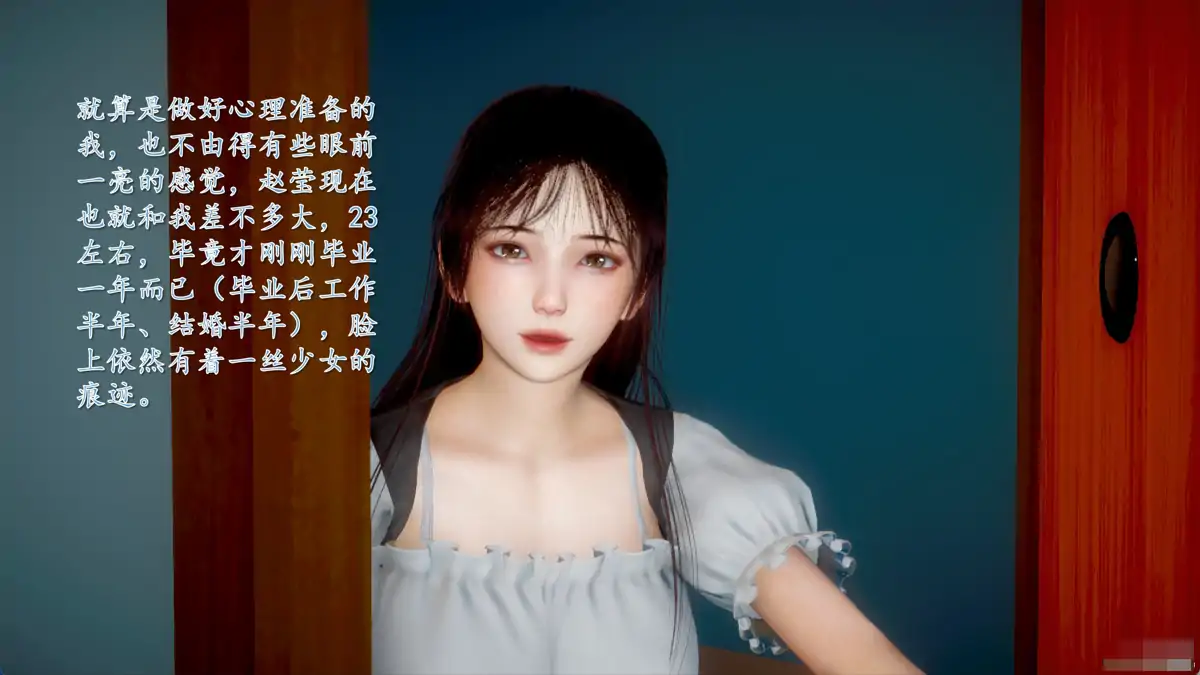 就算是做好心理准备的
我，也不由得有些眼前
一亮的感觉，赵莹现在
也就和我差不多大，23
左右，毕竟才刚刚毕业
一年而已（毕业后工作
半年、结婚半年），脸
上依然有着一丝少女的
痕迹。